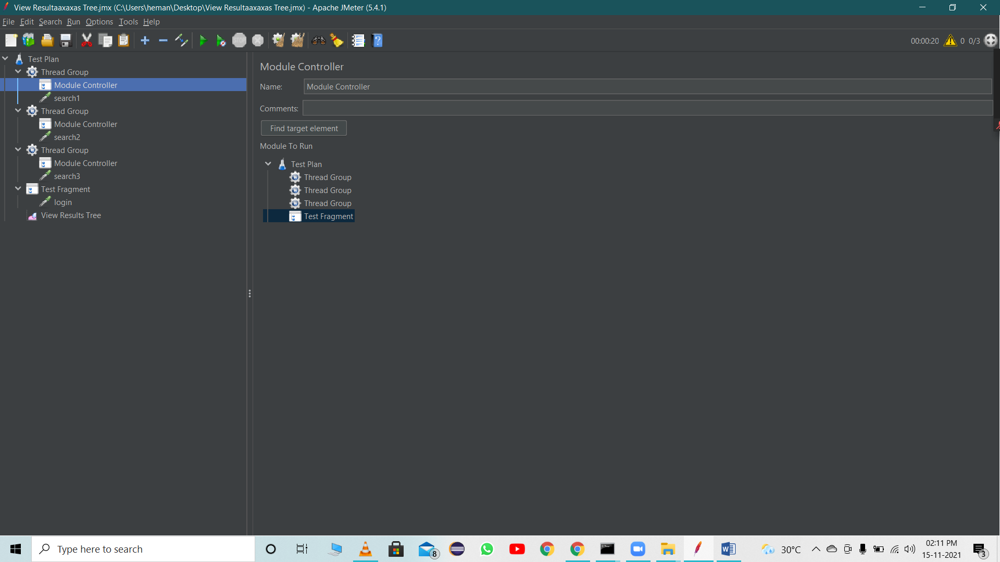 View Resultaaxaxas Tree.jmx (C:\Users\heman\Desktop\View Resultaaxaxas Tree.jmx) - Apache JMeter (5.4.1)
File Edit Search Run Options Tools Help
STOP
00:00:20 0 0/3
Test Plan
Thread Group
Module Controller
search1
Thread Group
Module Controller
search2
Thread Group
Module Controller
search3
Test Fragment
login
View Results Tree
Module Controller
Name: Module Controller
Comments:
Find target element
Module To Run
Test Plan
Thread Group
Thread Group
Thread Group
Test Fragment
Type here to search
8
W
30°C
02:11 PM
15-11-2021
3